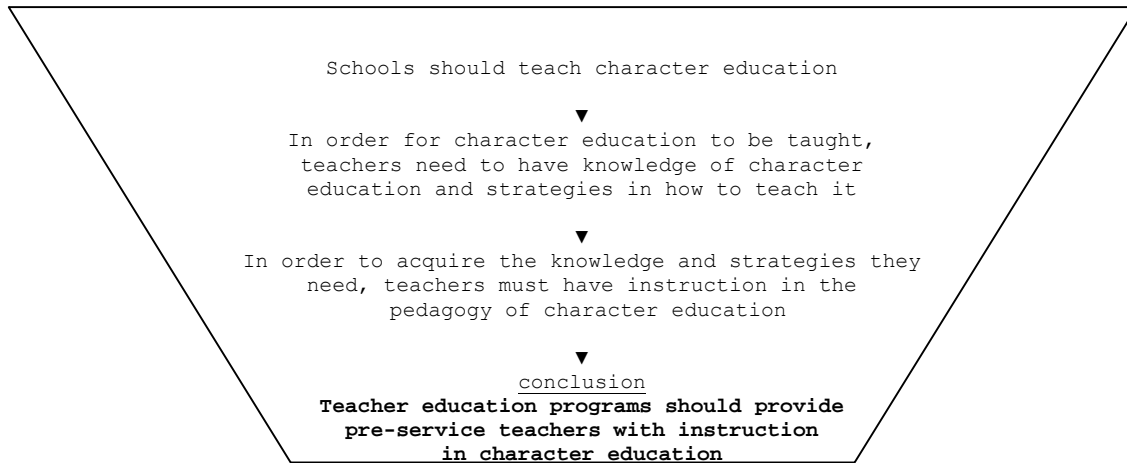 Schools should teach character education
▼
In order for character education to be taught,
teachers need to have knowledge of character
education and strategies in how to teach it
▼
In order to acquire the knowledge and strategies they
need, teachers must have instruction in the
pedagogy of character education
▼
conclusion
Teacher education programs should provide
pre-service teachers with instruction
in character education